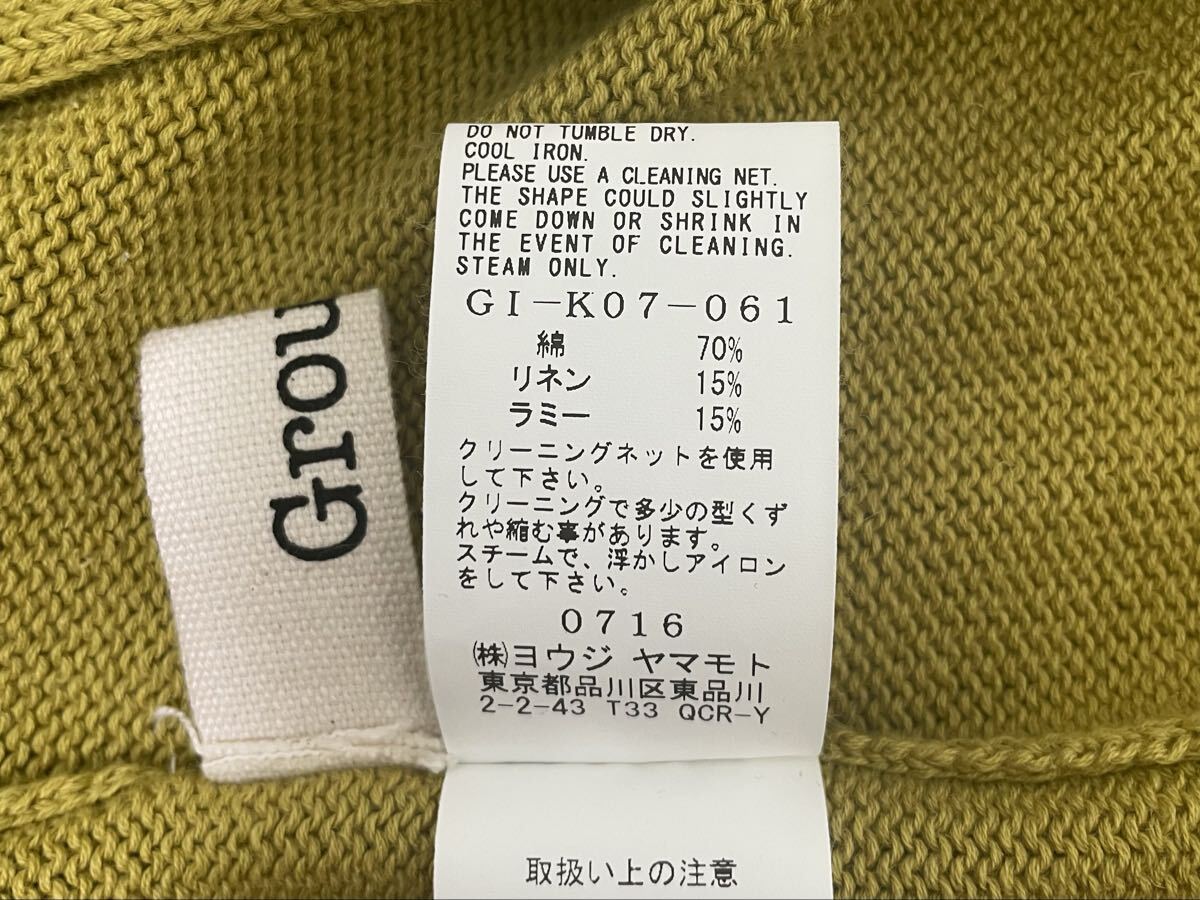 DO NOT TUMBLE DRY.
COOL IRON.
PLEASE USE A CLEANING NET.
THE SHAPE COULD SLIGHTLY
COME DOWN OR SHRINK IN
THE EVENT OF CLEANING.
STEAM ONLY.
GI-K07-061
綿 70%
リネン 15%
ラミー 15%
クリーニングネットを使用
して下さい。
クリーニングで多少の型くず
れや縮む事があります。
スチームで、浮かしアイロン
をして下さい。
0716
㈱ヨウジ ヤマモト
東京都品川区東品川
2-2-43 T33 QCR-Y
取扱い上の注意
Grou